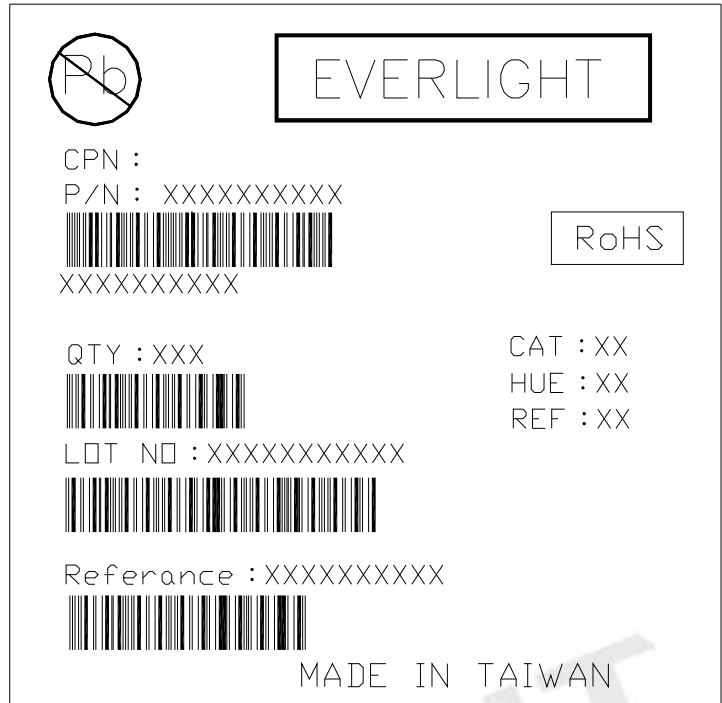 Pb
EVERLIGHT
CPN :
P/N : XXXXXXXXXX
RoHS
XXXXXXXXXX
QTY : XXX
CAT : XX
HUE : XX
REF : XX
LOT NO : XXXXXXXXXXX
Referance : XXXXXXXXXX
MADE IN TAIWAN